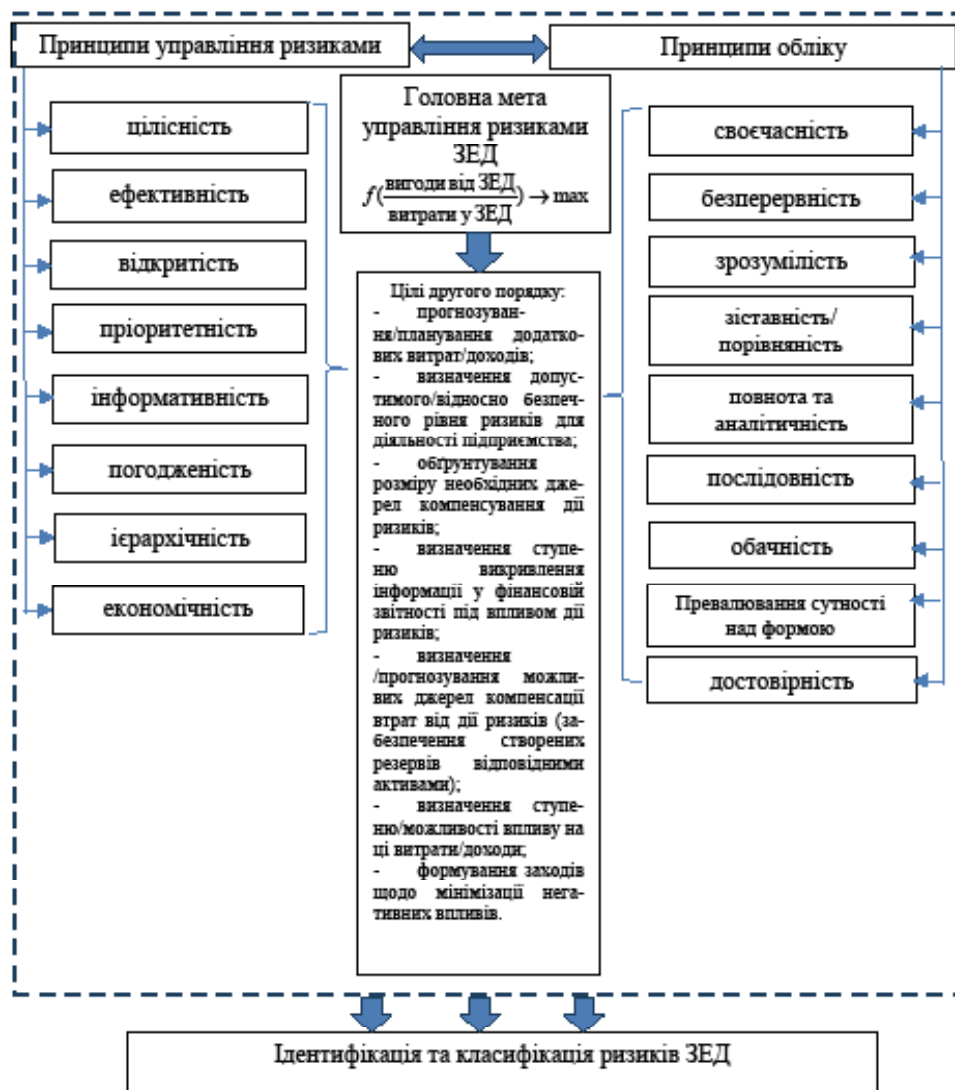 Принципи управління ризиками
Принципи обліку
цілісність
ефективність
відкритість
пріоритетність
інформативність
погодженість
ієрархічність
економічність
Головна мета
управління ризиками
ЗЕД
f(вигоди від ЗЕД/витрати у ЗЕД) → max
Цілі другого порядку:
- прогнозуван-
ня/планування додатко-
вих витрат/доходів;
- визначення допус-
тимого/відносно безпеч-
ного рівня ризиків для
діяльності підприємства;
- обґрунтування
розміру необхідних дже-
рел компенсування дії
ризиків;
- визначення ступе-
ню викривлення
інформації у фінансовій
звітності під впливом дії
ризиків;
- визначення
/прогнозування можли-
вих джерел компенсації
втрат від дії ризиків (за-
безпечення створених
резервів відповідними
активами);
- визначення ступе-
ню/можливості впливу на
ці витрати/доходи;
- формування заходів
щодо мінімізації нега-
тивних впливів.
своєчасність
безперервність
зрозумілість
зіставність/
порівняність
повнота та
аналітичність
послідовність
обачність
Превалювання сутності
над формою
достовірність
Ідентифікація та класифікація ризиків ЗЕД